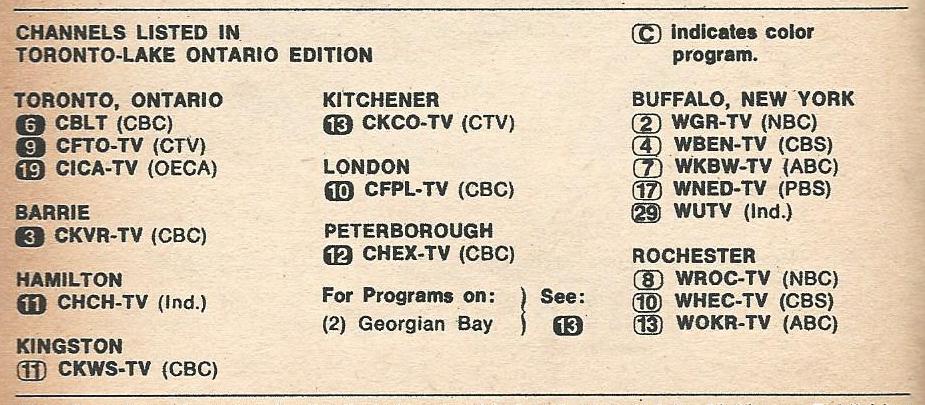 CHANNELS LISTED IN
TORONTO-LAKE ONTARIO EDITION
C indicates color
program.
TORONTO, ONTARIO
6 CBLT (CBC)
9 CFTO-TV (CTV)
19 CICA-TV (OECA)
BARRIE
3 CKVR-TV (CBC)
HAMILTON
11 CHCH-TV (Ind.)
KINGSTON
11 CKWS-TV (CBC)
KITCHENER
13 CKCO-TV (CTV)
LONDON
10 CFPL-TV (CBC)
PETERBOROUGH
12 CHEX-TV (CBC)
For Programs on: } See:
(2) Georgian Bay } 13
BUFFALO, NEW YORK
2 WGR-TV (NBC)
4 WBEN-TV (CBS)
7 WKBW-TV (ABC)
17 WNED-TV (PBS)
29 WUTV (Ind.)
ROCHESTER
8 WROC-TV (NBC)
10 WHEC-TV (CBS)
13 WOKR-TV (ABC)